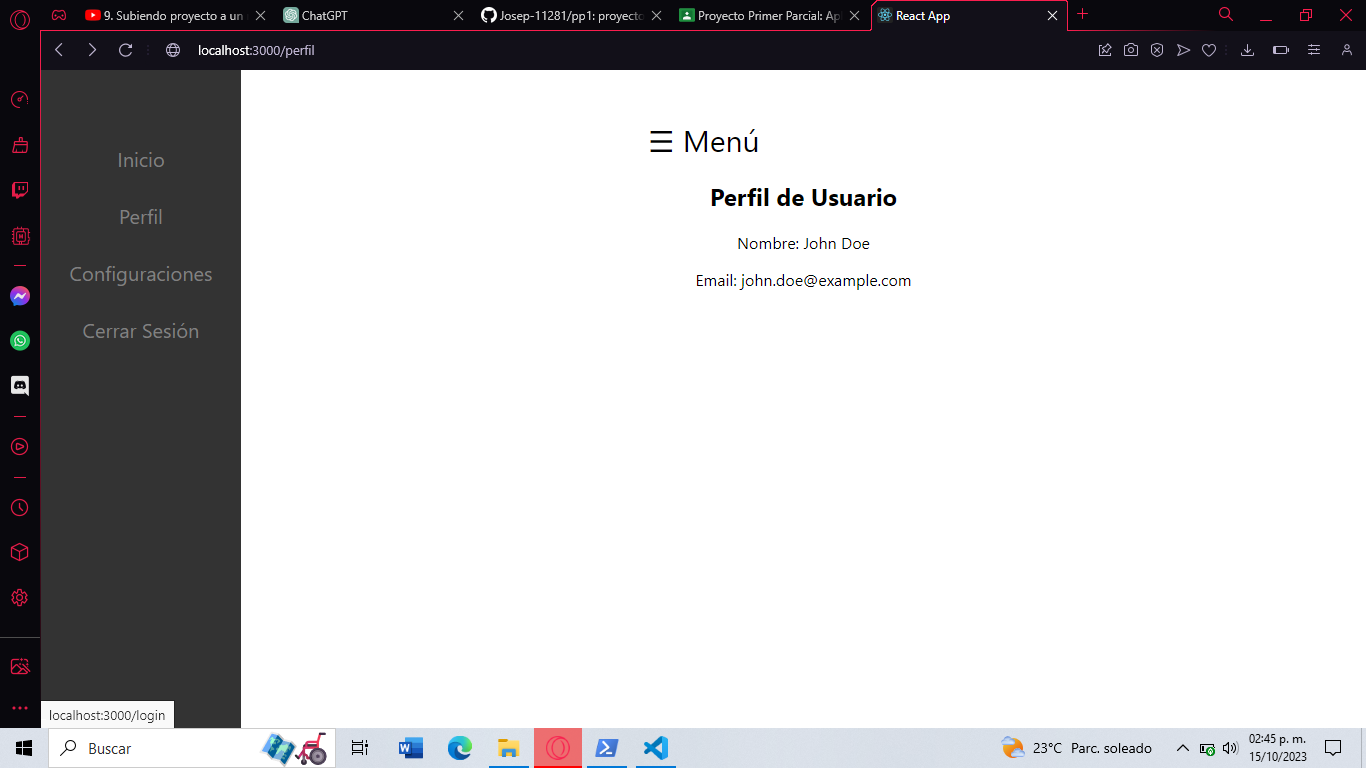 9. Subiendo proyecto a un
ChatGPT
Josep-11281/pp1: proyecto
Proyecto Primer Parcial: Apl
React App
localhost:3000/perfil
Inicio
Perfil
Configuraciones
Cerrar Sesión
☰ Menú
Perfil de Usuario
Nombre: John Doe
Email: john.doe@example.com
localhost:3000/login
Buscar
23°C Parc. soleado
02:45 p. m.
15/10/2023